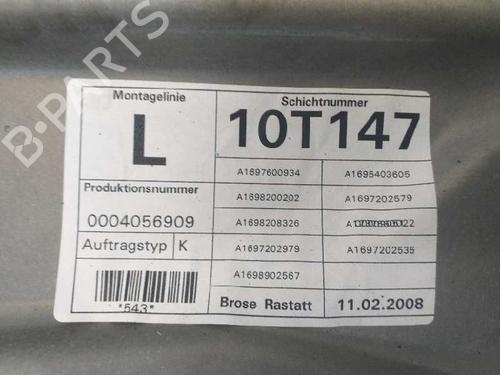 B-PARTS
Montagelinie
L
Schichtnummer
10T147
Produktionsnummer
0004056909
Auftragstyp K
*543*
A1697600934 A1695403605
A1698200202 A1697202579
A1698208326
A1697202979 A1697202535
A1698902567
Brose Rastatt 11.02.2008